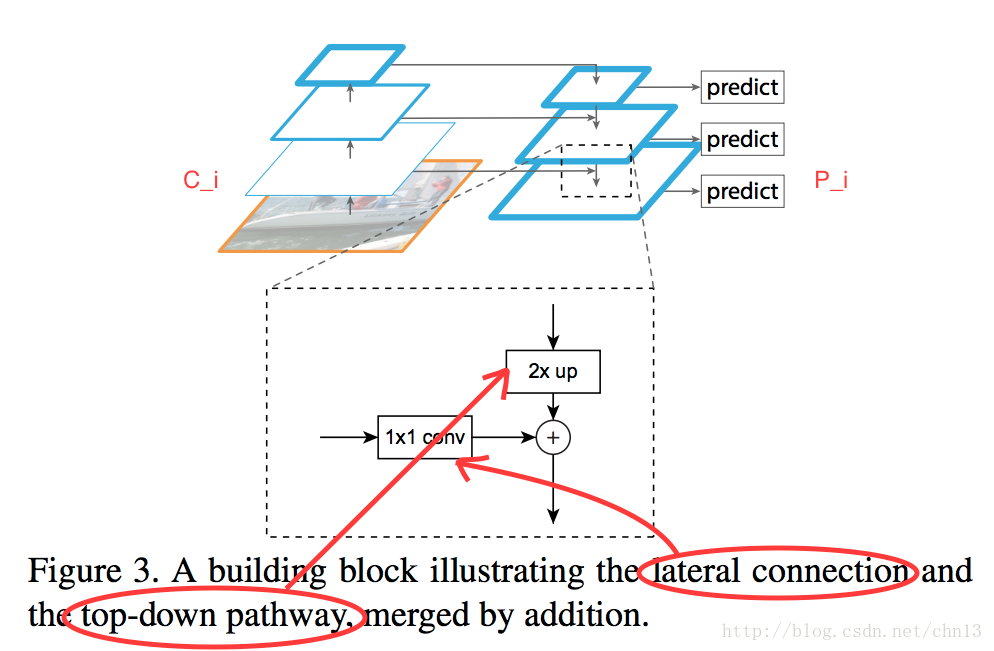 predict
predict
C_i
predict
P_i
2x up
1x1 conv
+
Figure 3. A building block illustrating the lateral connection and
the top-down pathway, merged by addition.
http://blog.csdn.net/chn13